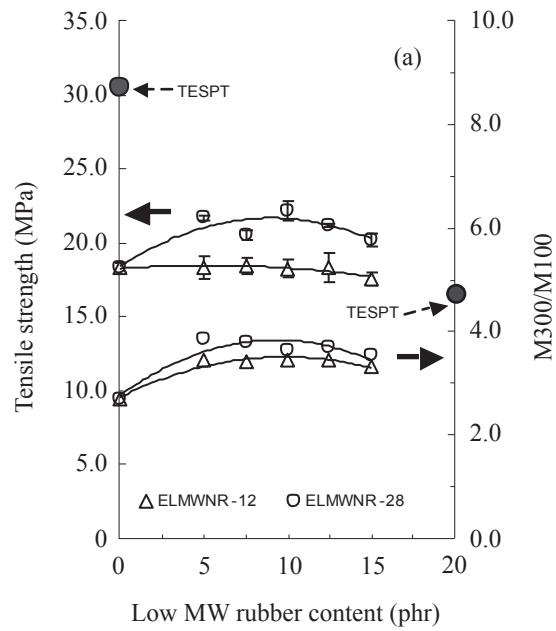 (a)
35.0
30.0
25.0
20.0
15.0
10.0
5.0
0
Tensile strength (MPa)
10.0
8.0
6.0
4.0
2.0
0.0
M300/M100
TESPT
TESPT
ELMWNR-12 ELMWNR-28
0 5 10 15 20
Low MW rubber content (phr)